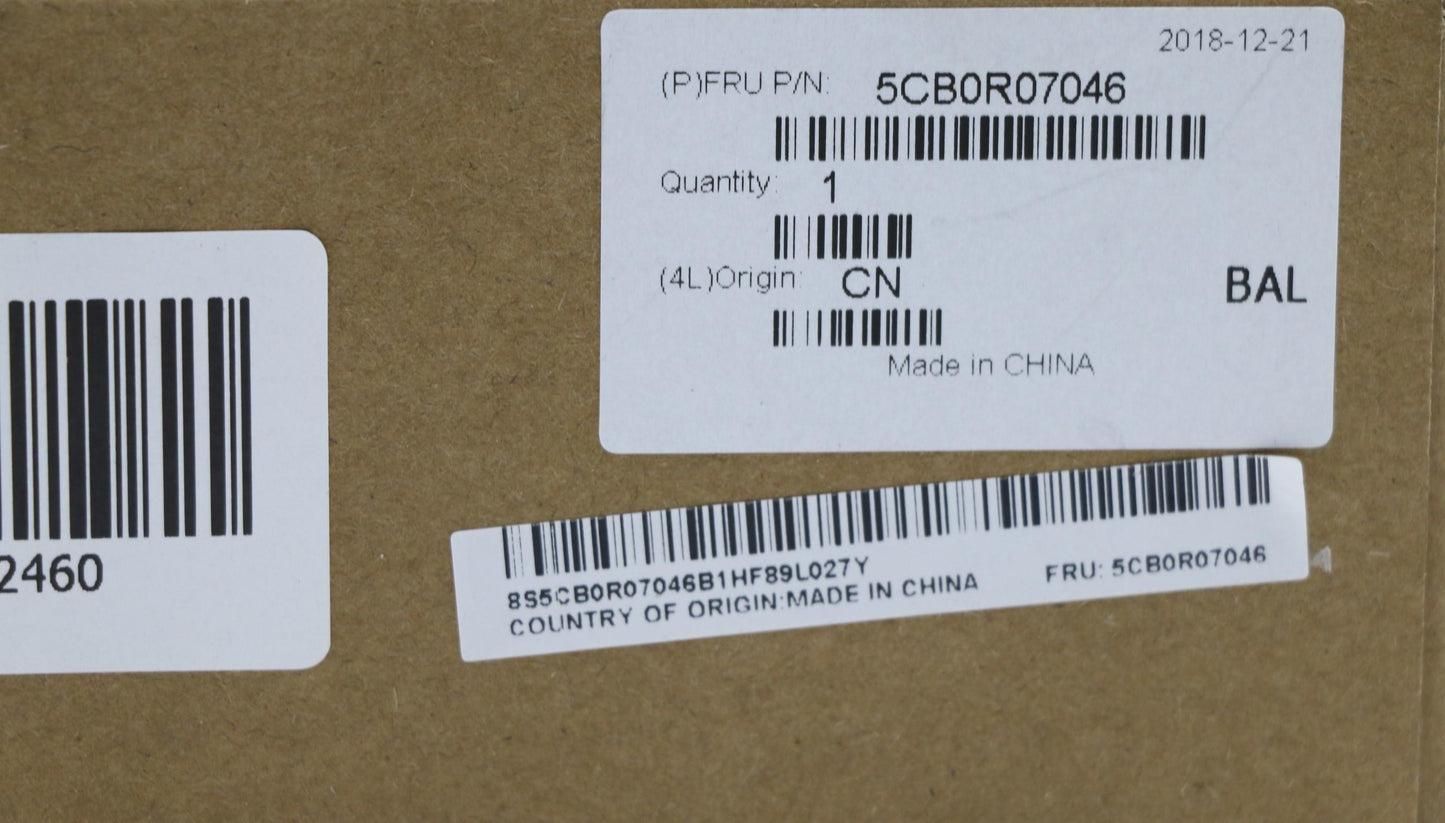 2018-12-21
(P)FRU P/N: 5CB0R07046
Quantity: 1
(4L)Origin: CN
BAL
Made in CHINA
2460
8S5CB0R07046B1HF89L027Y
FRU: 5CB0R07046
COUNTRY OF ORIGIN:MADE IN CHINA